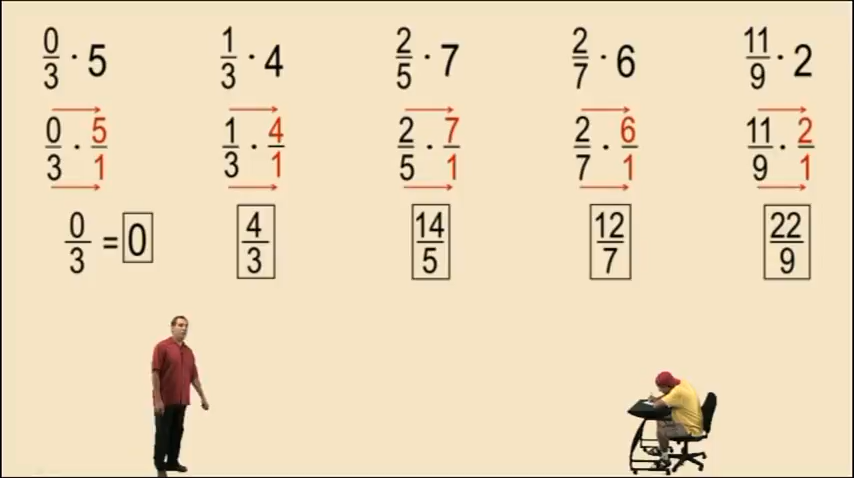 0/3 · 5   1/3 · 4   2/5 · 7   2/7 · 6   11/9 · 2
0/3 · 5/1   1/3 · 4/1   2/5 · 7/1   2/7 · 6/1   11/9 · 2/1
0/3 = 0   4/3   14/5   12/7   22/9